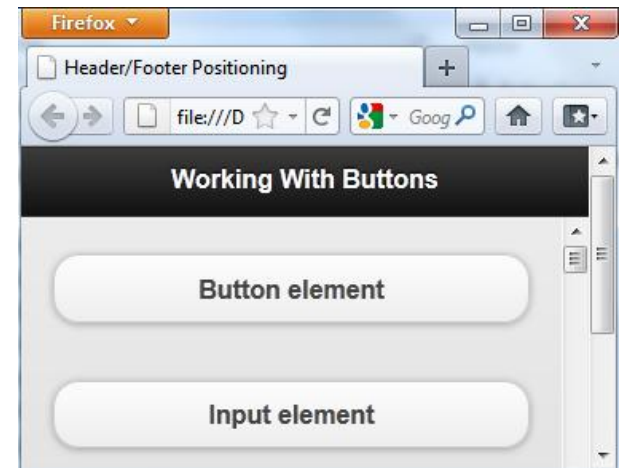 Firefox
Header/Footer Positioning
file:///D
Goog
Working With Buttons
Button element
Input element